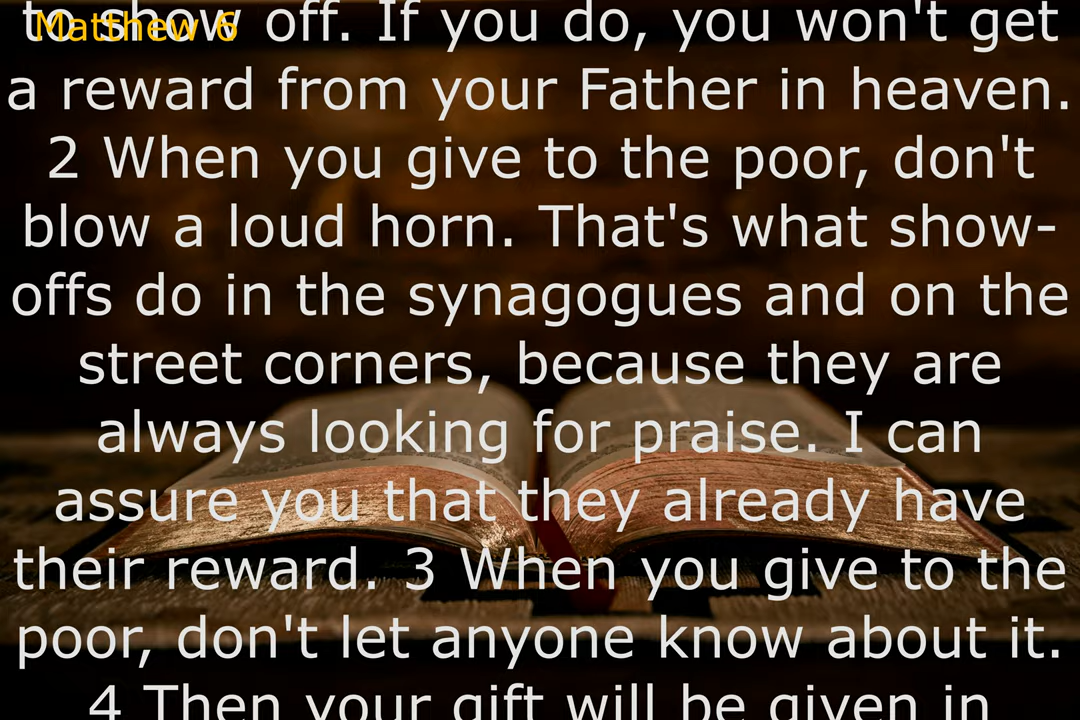 Matthew 6
to show off. If you do, you won't get
a reward from your Father in heaven.
2 When you give to the poor, don't
blow a loud horn. That's what show-
offs do in the synagogues and on the
street corners, because they are
always looking for praise. I can
assure you that they already have
their reward. 3 When you give to the
poor, don't let anyone know about it.
4 Then your gift will be given in